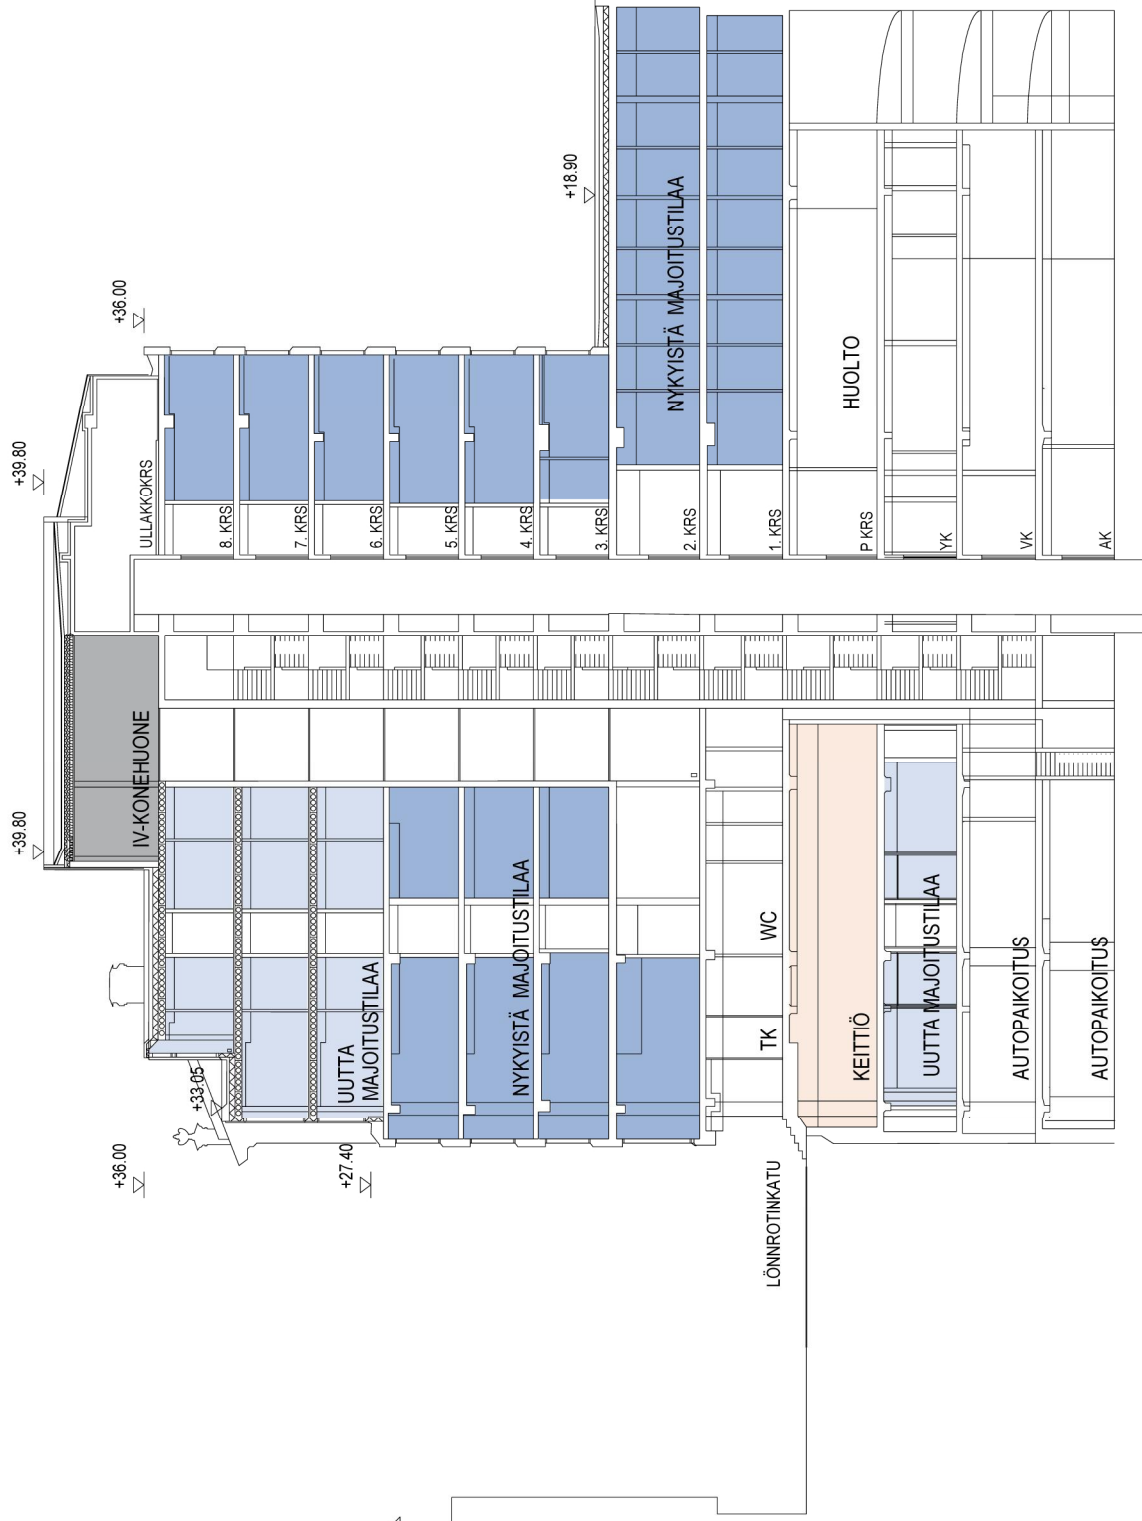 +39.80
+39.80
+36.00
+36.00
+33.05
+27.40
+18.90
IV-KONEHUONE
ULLAKKOKRS
8. KRS
7. KRS
6. KRS
5. KRS
4. KRS
3. KRS
2. KRS
1. KRS
P KRS
YK
VK
AK
UUTTA
MAJOITUSTILAA
NYKYISTÄ MAJOITUSTILAA
NYKYISTÄ MAJOITUSTILAA
HUOLTO
TK
WC
LÖNNROTINKATU
KEITTIÖ
UUTTA MAJOITUSTILAA
AUTOPAIKOITUS
AUTOPAIKOITUS